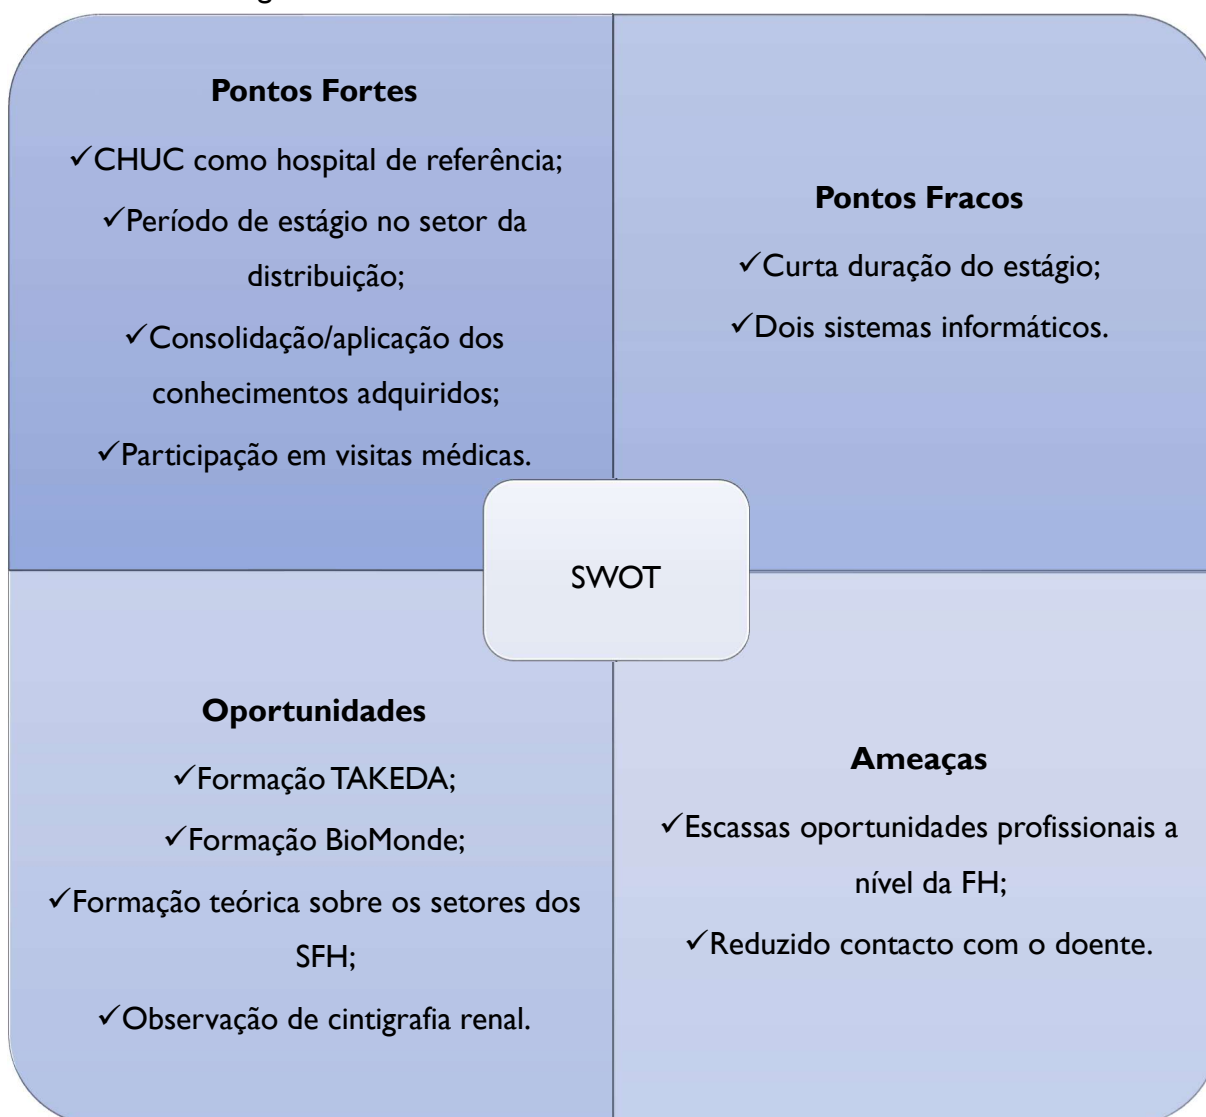 Pontos Fortes
✓CHUC como hospital de referência;
✓Período de estágio no setor da
distribuição;
✓Consolidação/aplicação dos
conhecimentos adquiridos;
✓Participação em visitas médicas.
Pontos Fracos
✓Curta duração do estágio;
✓Dois sistemas informáticos.
SWOT
Oportunidades
✓Formação TAKEDA;
✓Formação BioMonde;
✓Formação teórica sobre os setores dos
SFH;
✓Observação de cintigrafia renal.
Ameaças
✓Escassas oportunidades profissionais a
nível da FH;
✓Reduzido contacto com o doente.